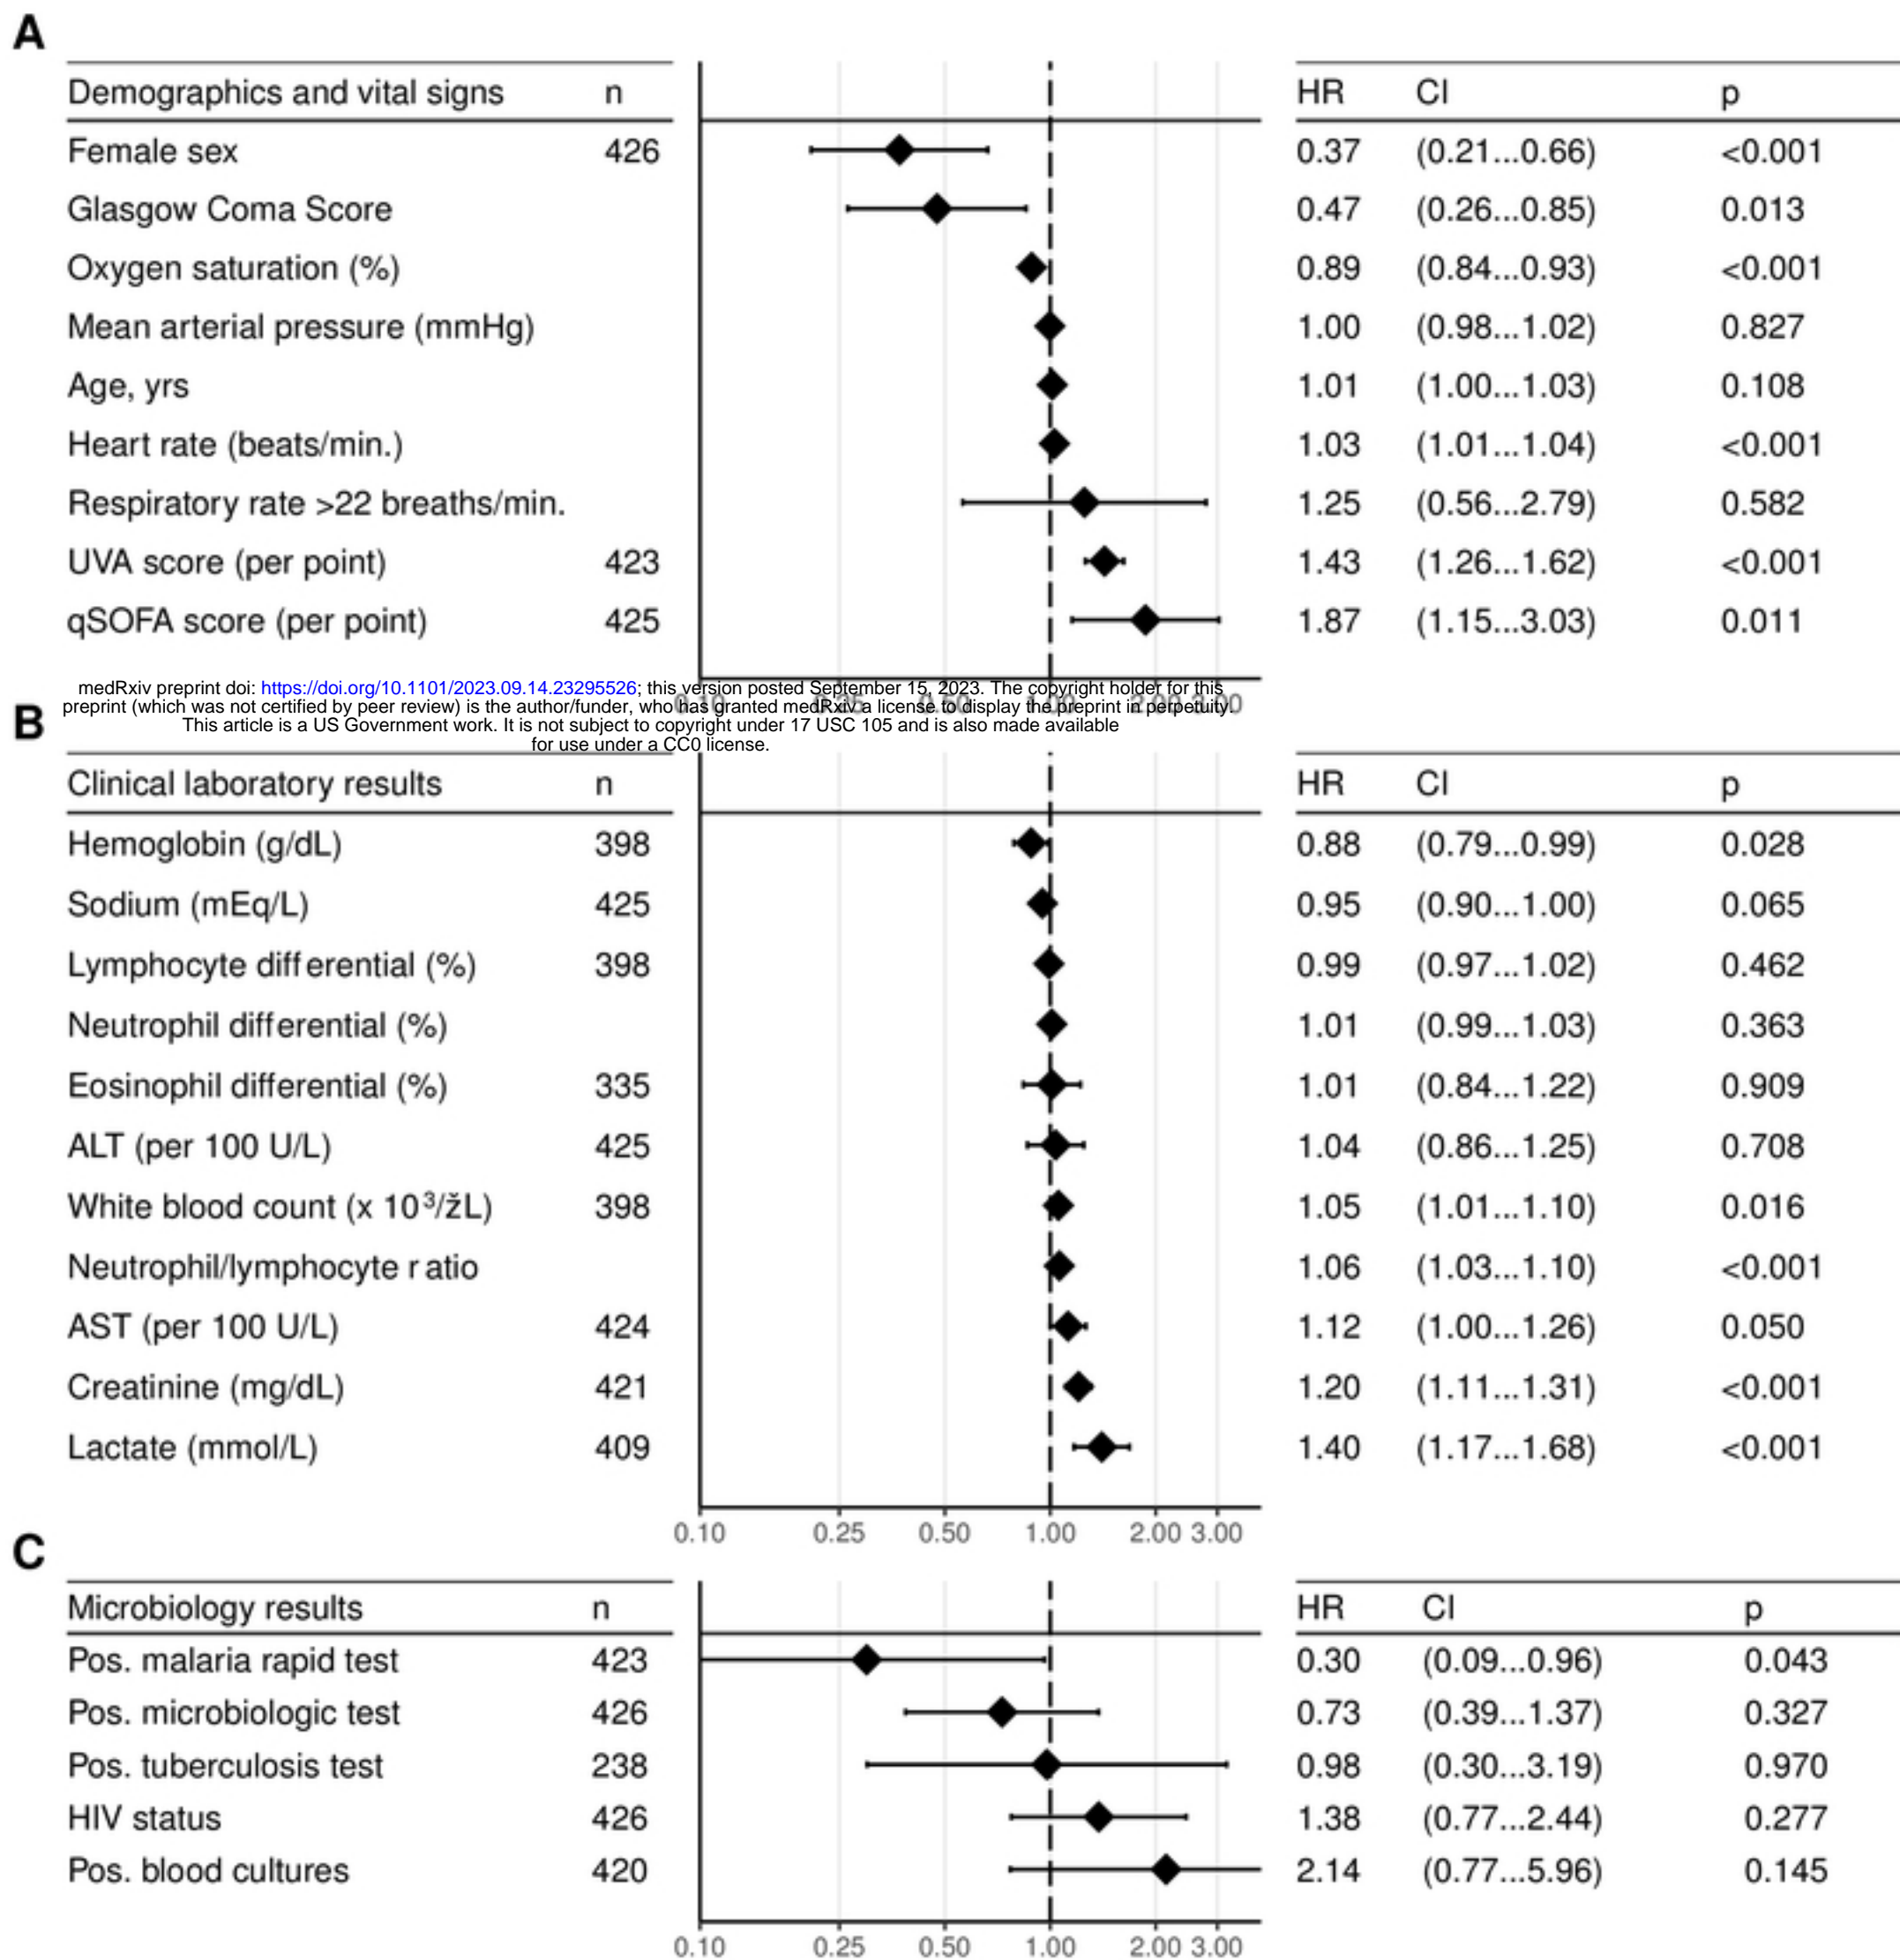 A
Demographics and vital signs n HR CI p
Female sex 426 0.37 (0.21...0.66) <0.001
Glasgow Coma Score 0.47 (0.26...0.85) 0.013
Oxygen saturation (%) 0.89 (0.84...0.93) <0.001
Mean arterial pressure (mmHg) 1.00 (0.98...1.02) 0.827
Age, yrs 1.01 (1.00...1.03) 0.108
Heart rate (beats/min.) 1.03 (1.01...1.04) <0.001
Respiratory rate >22 breaths/min. 1.25 (0.56...2.79) 0.582
UVA score (per point) 423 1.43 (1.26...1.62) <0.001
qSOFA score (per point) 425 1.87 (1.15...3.03) 0.011
0.10 0.25 0.50 1.00 2.00 3.00
medRxiv preprint doi: https://doi.org/10.1101/2023.09.14.23295526; this version posted September 15, 2023. The copyright holder for this
preprint (which was not certified by peer review) is the author/funder, who has granted medRxiv a license to display the preprint in perpetuity.
This article is a US Government work. It is not subject to copyright under 17 USC 105 and is also made available
for use under a CC0 license.
B
Clinical laboratory results n HR CI p
Hemoglobin (g/dL) 398 0.88 (0.79...0.99) 0.028
Sodium (mEq/L) 425 0.95 (0.90...1.00) 0.065
Lymphocyte differential (%) 398 0.99 (0.97...1.02) 0.462
Neutrophil differential (%) 1.01 (0.99...1.03) 0.363
Eosinophil differential (%) 335 1.01 (0.84...1.22) 0.909
ALT (per 100 U/L) 425 1.04 (0.86...1.25) 0.708
White blood count (x 10³/žL) 398 1.05 (1.01...1.10) 0.016
Neutrophil/lymphocyte ratio 1.06 (1.03...1.10) <0.001
AST (per 100 U/L) 424 1.12 (1.00...1.26) 0.050
Creatinine (mg/dL) 421 1.20 (1.11...1.31) <0.001
Lactate (mmol/L) 409 1.40 (1.17...1.68) <0.001
0.10 0.25 0.50 1.00 2.00 3.00
C
Microbiology results n HR CI p
Pos. malaria rapid test 423 0.30 (0.09...0.96) 0.043
Pos. microbiologic test 426 0.73 (0.39...1.37) 0.327
Pos. tuberculosis test 238 0.98 (0.30...3.19) 0.970
HIV status 426 1.38 (0.77...2.44) 0.277
Pos. blood cultures 420 2.14 (0.77...5.96) 0.145
0.10 0.25 0.50 1.00 2.00 3.00